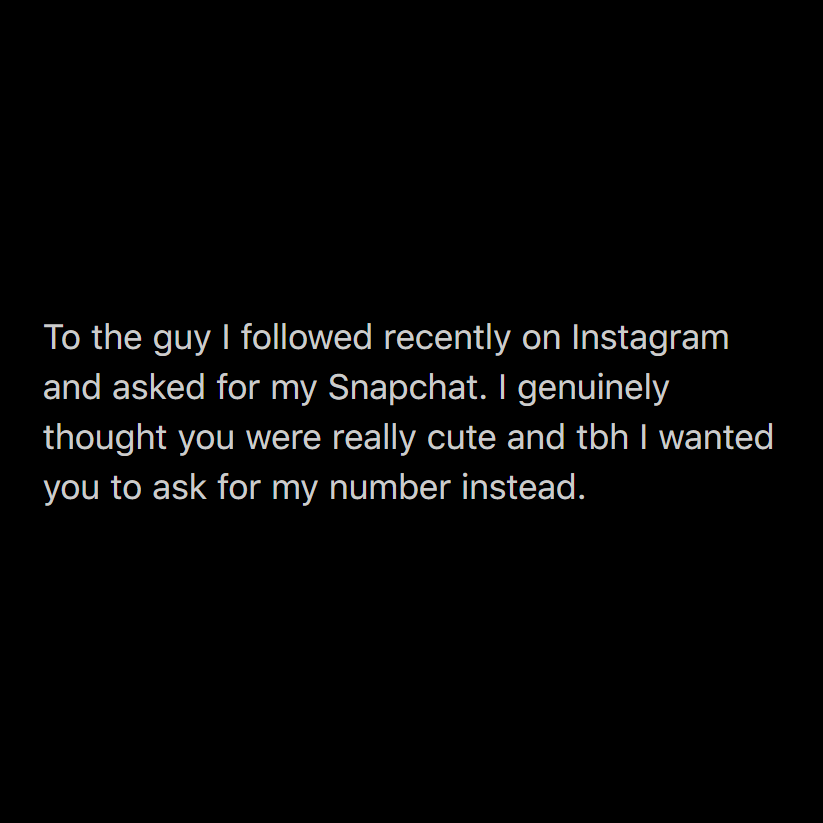 To the guy I followed recently on Instagram
and asked for my Snapchat. I genuinely
thought you were really cute and tbh I wanted
you to ask for my number instead.